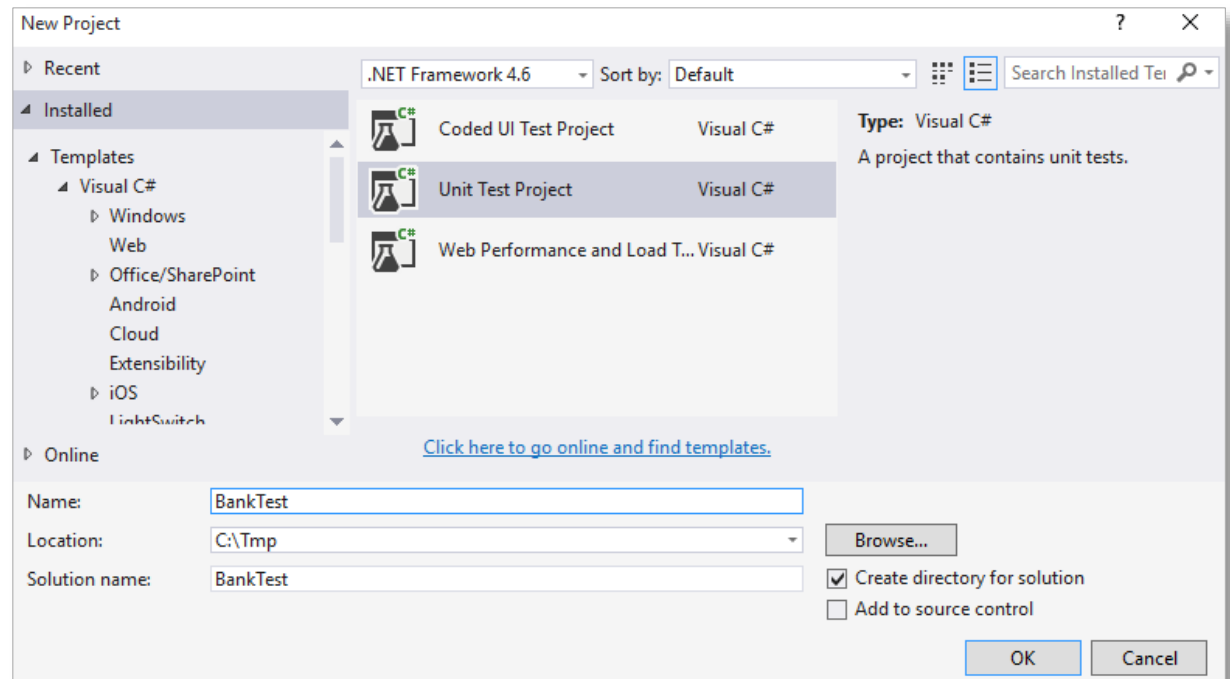 New Project
?
Recent
Installed
Templates
Visual C#
Windows
Web
Office/SharePoint
Android
Cloud
Extensibility
iOS
LightSwitch
Online
.NET Framework 4.6
Sort by: Default
Search Installed Te
C#
Coded UI Test Project Visual C#
C#
Unit Test Project Visual C#
C#
Web Performance and Load T... Visual C#
Click here to go online and find templates.
Type: Visual C#
A project that contains unit tests.
Name: BankTest
Location: C:\Tmp Browse...
Solution name: BankTest
Create directory for solution
Add to source control
OK Cancel